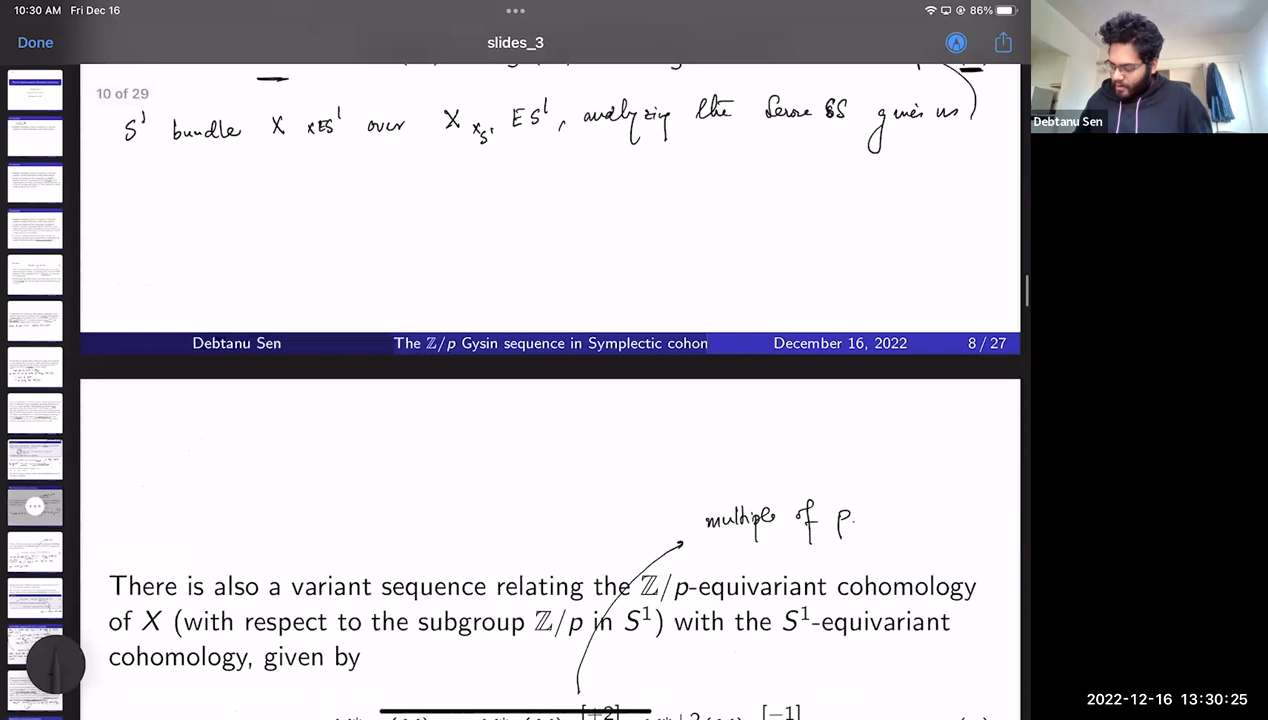 10:30 AM Fri Dec 16
86%
Done
slides_3
10 of 29
S¹ bundle X × ES¹ over X ×_S¹ ES¹, analyzing the Serre SS gives us
Debtanu Sen
Debtanu Sen The ℤ/p Gysin sequence in Symplectic cohon December 16, 2022 8 / 27
multiple of p.
There is also a variant sequence relating the ℤ/p-equivariant cohomology
of X (with respect to the subgroup ℤ/p in S¹) with the S¹-equivariant
cohomology, given by
[+2] [−1]
2022-12-16 13:30:25